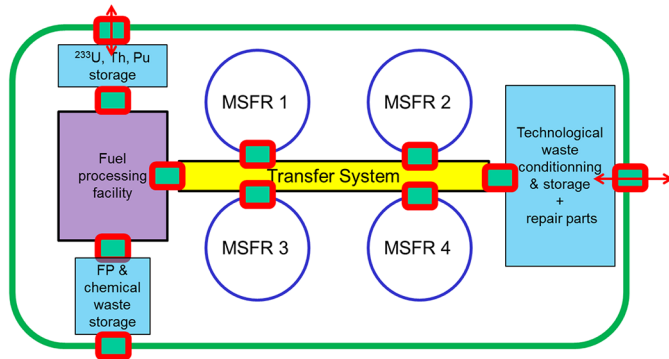 ²³³U, Th, Pu
storage
MSFR 1
MSFR 2
Fuel
processing
facility
Transfer System
Technological
waste
conditionning
& storage
+
repair parts
MSFR 3
MSFR 4
FP &
chemical
waste
storage